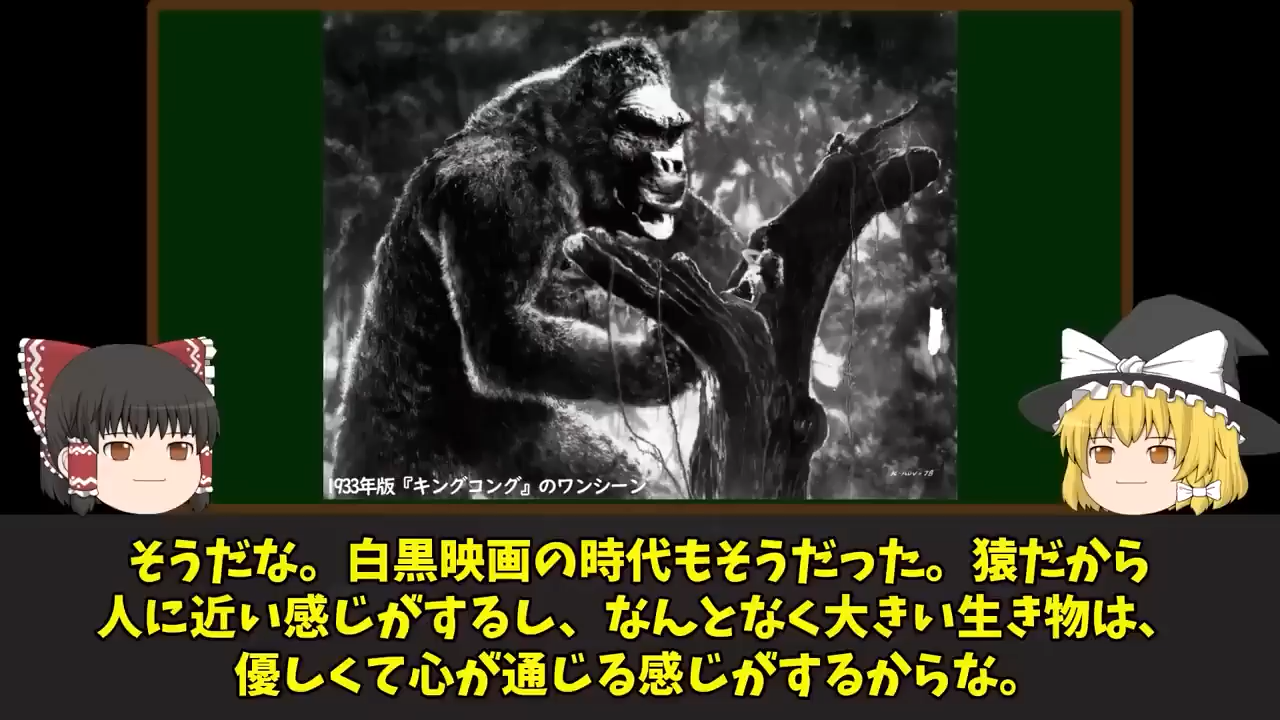 1933年版『キングコング』のワンシーン
そうだな。白黒映画の時代もそうだった。猿だから
人に近い感じがするし、なんとなく大きい生き物は、
優しくて心が通じる感じがするからな。